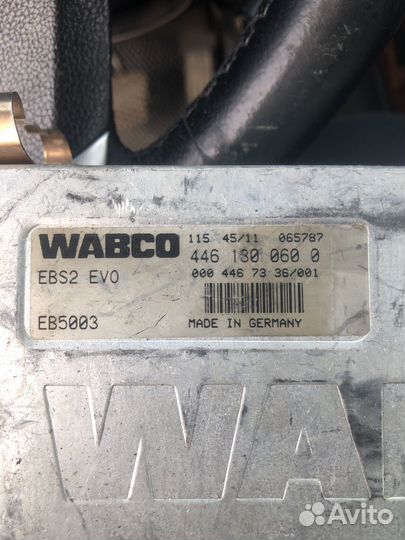 WABCO
115 45/11 065787
446 130 060 0
000 446 73 36/001
EBS2 EVO
EB5003
MADE IN GERMANY
WA
Avito